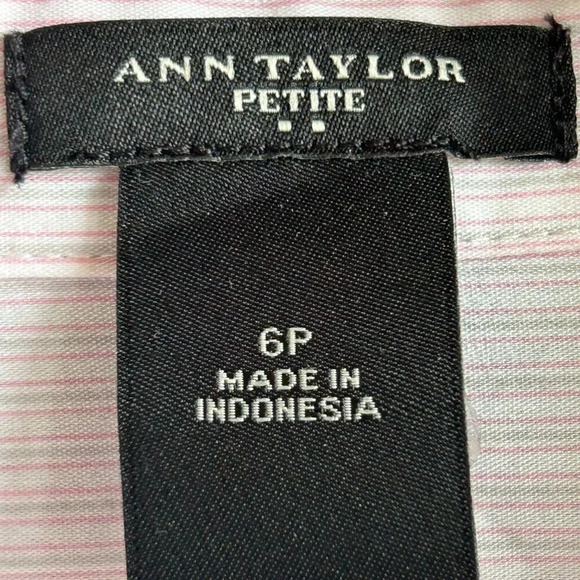 ANN TAYLOR
PETITE
6P
MADE IN
INDONESIA